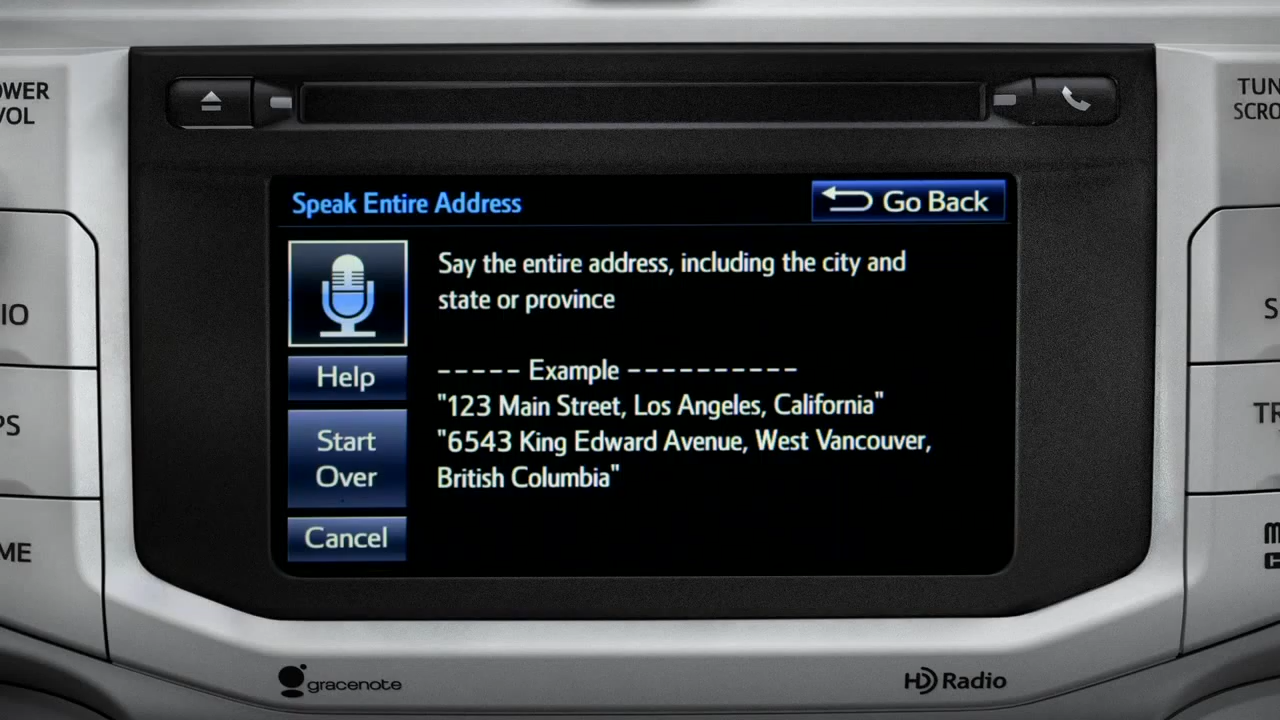 OWER
VOL
TUN
SCRO
Speak Entire Address
Go Back
Say the entire address, including the city and
state or province
----- Example ----------
"123 Main Street, Los Angeles, California"
"6543 King Edward Avenue, West Vancouver,
British Columbia"
Help
Start
Over
Cancel
IO
PS
ME
S
TR
gracenote
HD Radio